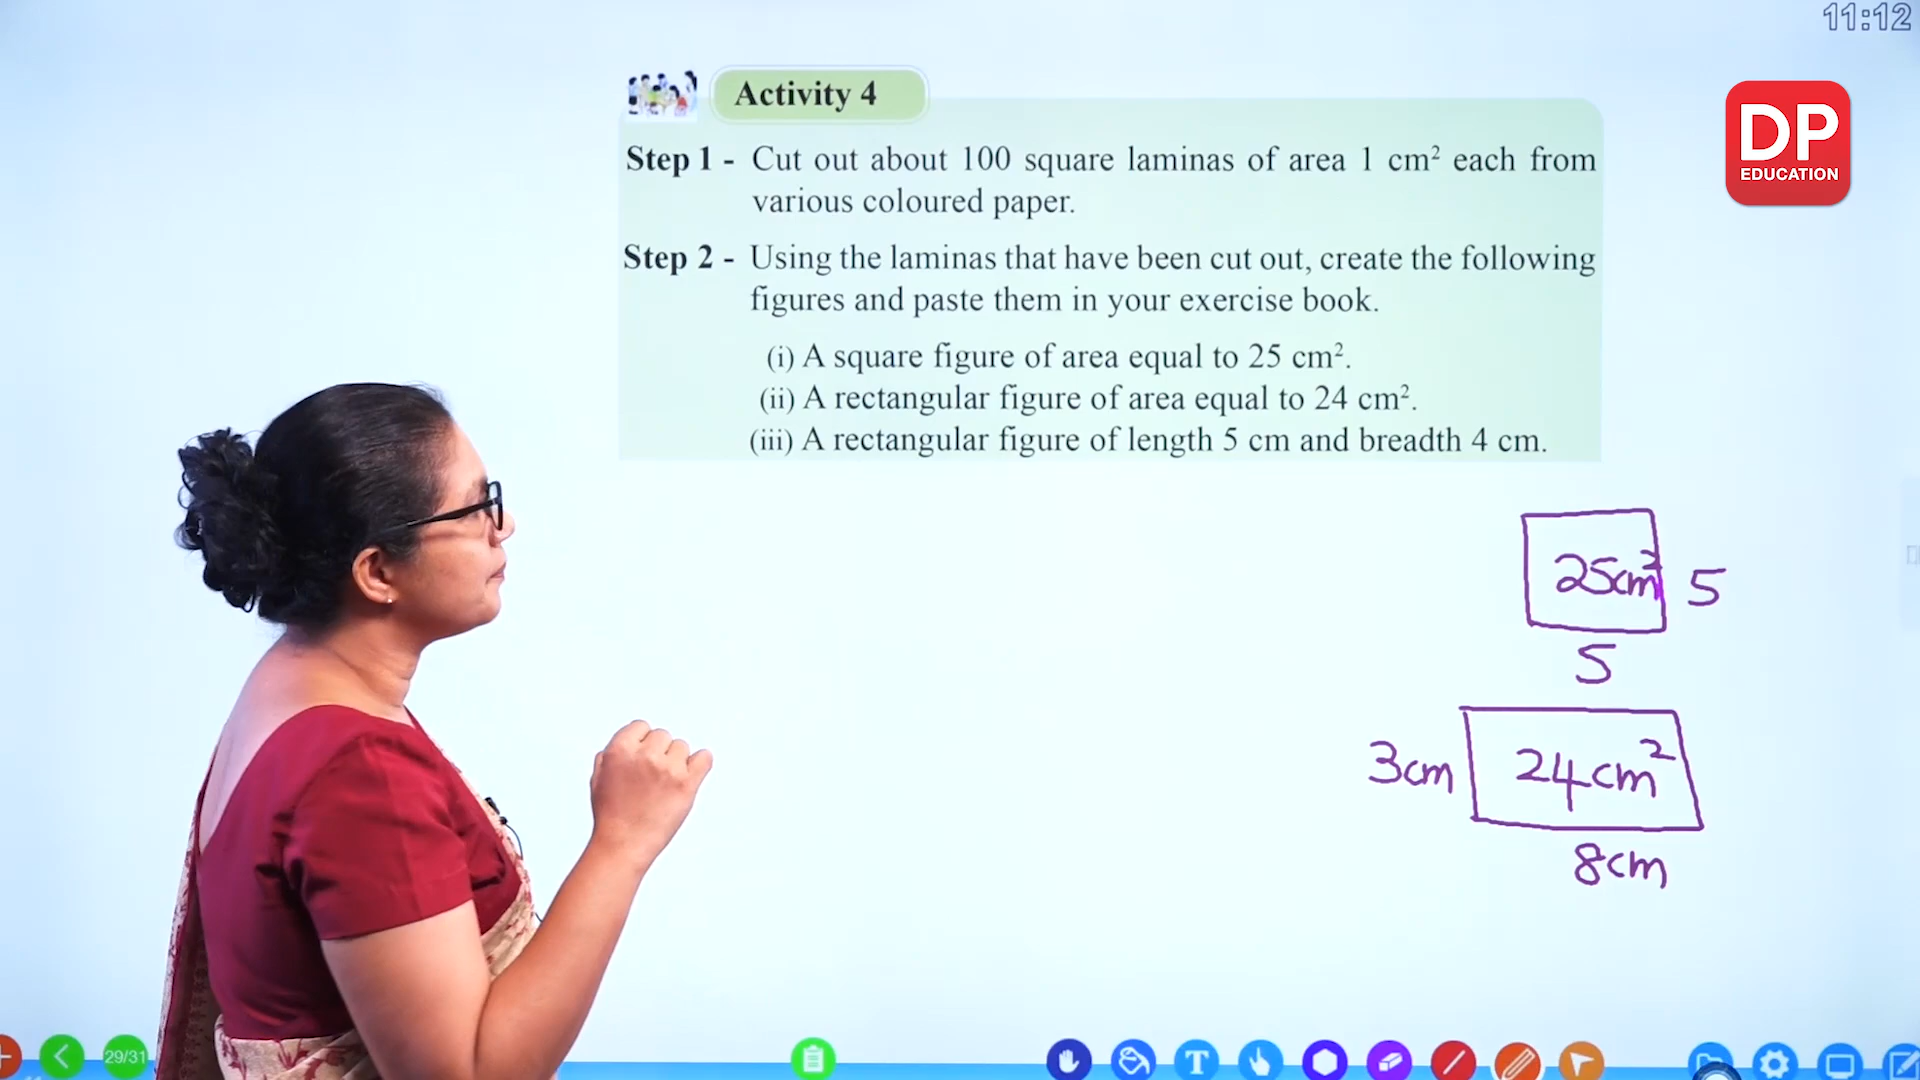 11:12
DP
EDUCATION
Activity 4
Step 1 - Cut out about 100 square laminas of area 1 cm² each from
various coloured paper.
Step 2 - Using the laminas that have been cut out, create the following
figures and paste them in your exercise book.
(i) A square figure of area equal to 25 cm².
(ii) A rectangular figure of area equal to 24 cm².
(iii) A rectangular figure of length 5 cm and breadth 4 cm.
25cm² 5
5
3cm 24cm²
8cm
29/31
T